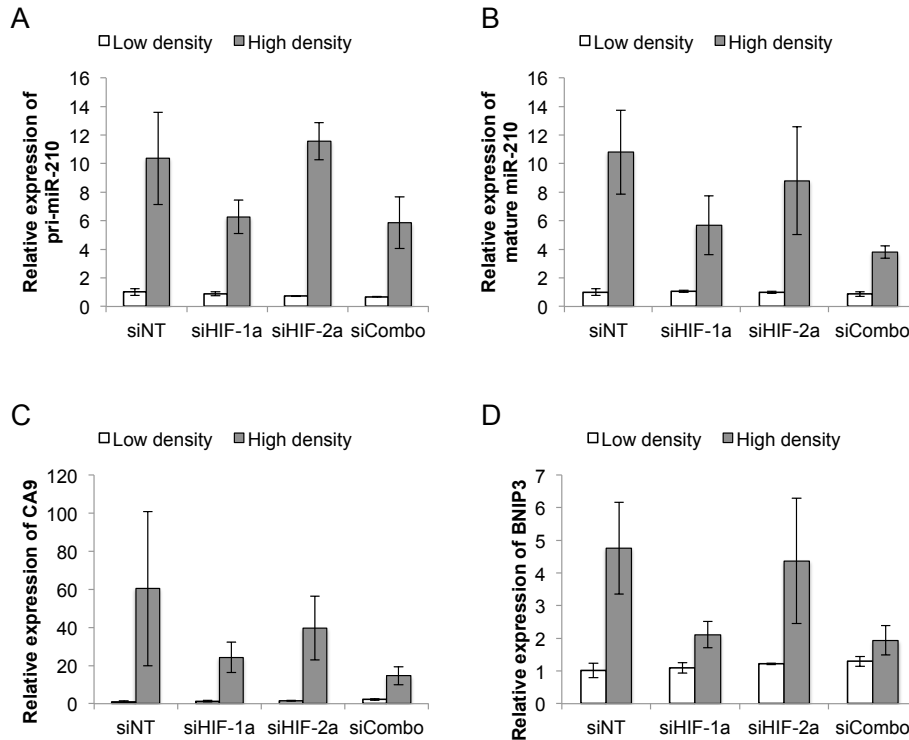 A
Low density High density
Relative expression of
pri-miR-210
16
14
12
10
8
6
4
2
0
siNT siHIF-1a siHIF-2a siCombo
B
Low density High density
Relative expression of
mature miR-210
16
14
12
10
8
6
4
2
0
siNT siHIF-1a siHIF-2a siCombo
C
Low density High density
Relative expression of CA9
120
100
80
60
40
20
0
siNT siHIF-1a siHIF-2a siCombo
D
Low density High density
Relative expression of BNIP3
7
6
5
4
3
2
1
0
siNT siHIF-1a siHIF-2a siCombo